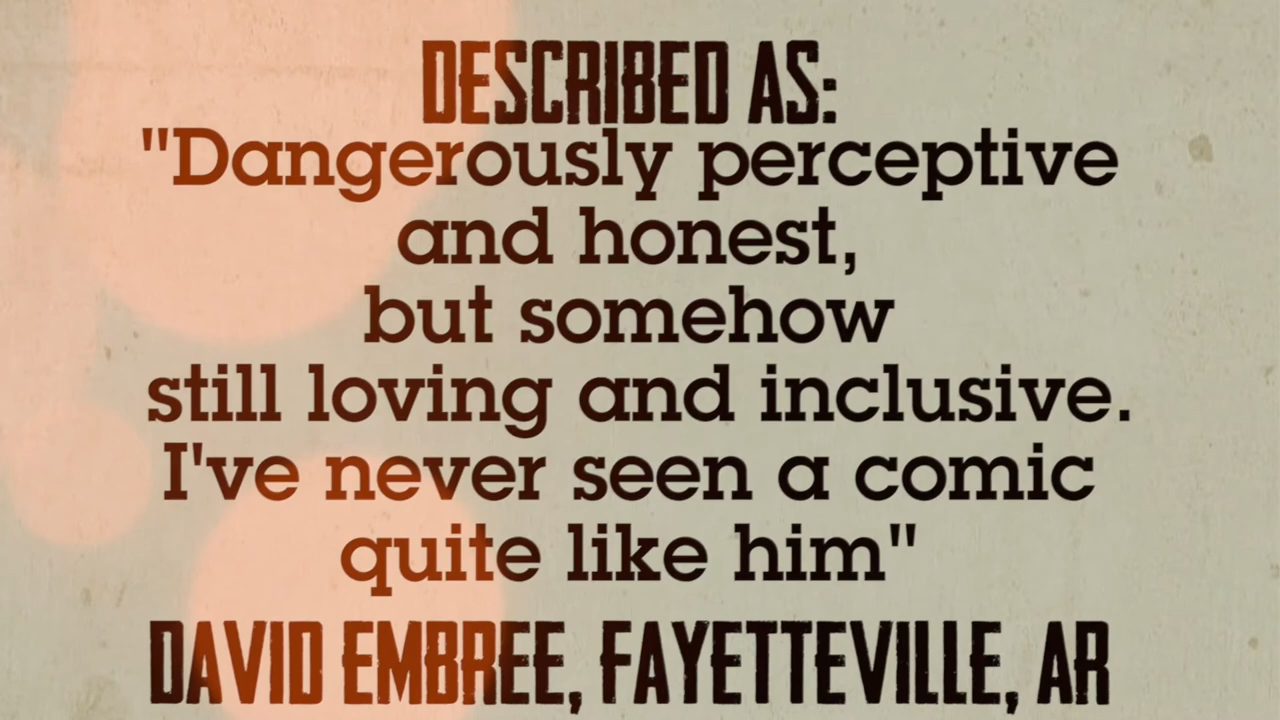 DESCRIBED AS:
"Dangerously perceptive
and honest,
but somehow
still loving and inclusive.
I've never seen a comic
quite like him"
DAVID EMBREE, FAYETTEVILLE, AR